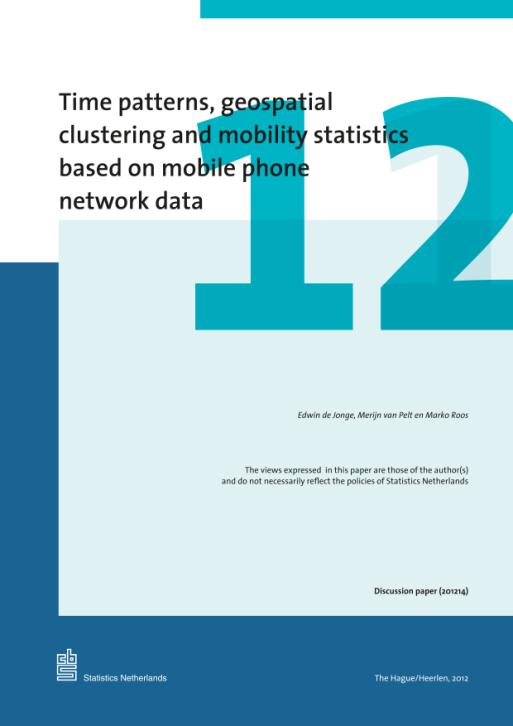 Time patterns, geospatial
clustering and mobility statistics
based on mobile phone
network data
12
Edwin de Jonge, Merijn van Pelt en Marko Roos
The views expressed in this paper are those of the author(s)
and do not necessarily reflect the policies of Statistics Netherlands
Discussion paper (201214)
cbs
Statistics Netherlands
The Hague/Heerlen, 2012